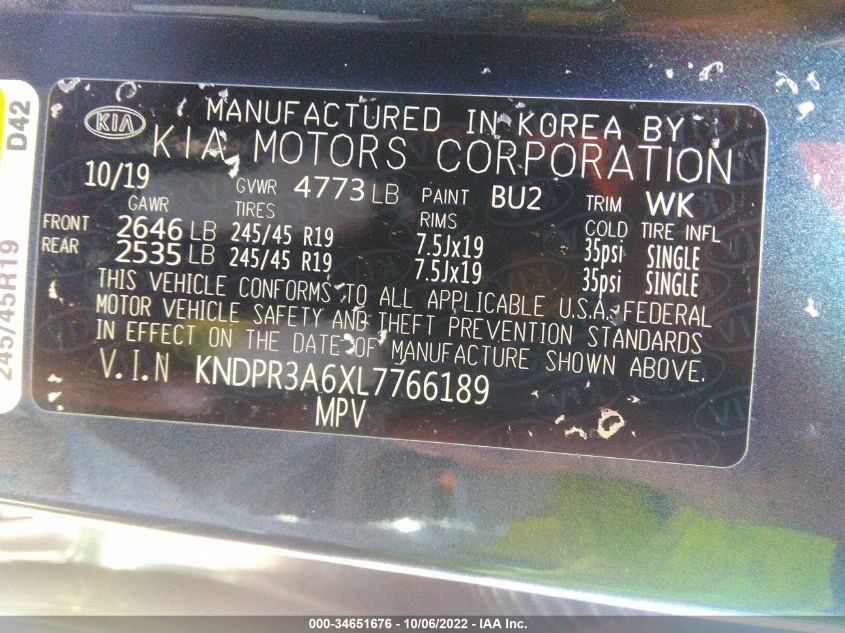 KIA MANUFACTURED IN KOREA BY
KIA MOTORS CORPORATION
10/19 GVWR 4773 LB PAINT BU2 TRIM WK
GAWR TIRES RIMS COLD TIRE INFL
FRONT 2646 LB 245/45 R19 7.5Jx19 35psi SINGLE
REAR 2535 LB 245/45 R19 7.5Jx19 35psi SINGLE
THIS VEHICLE CONFORMS TO ALL APPLICABLE U.S.A. FEDERAL
MOTOR VEHICLE SAFETY AND THEFT PREVENTION STANDARDS
IN EFFECT ON THE DATE OF MANUFACTURE SHOWN ABOVE.
V.I.N KNDPR3A6XL7766189
MPV
245/45R19 D42
000-34651676 - 10/06/2022 - IAA Inc.